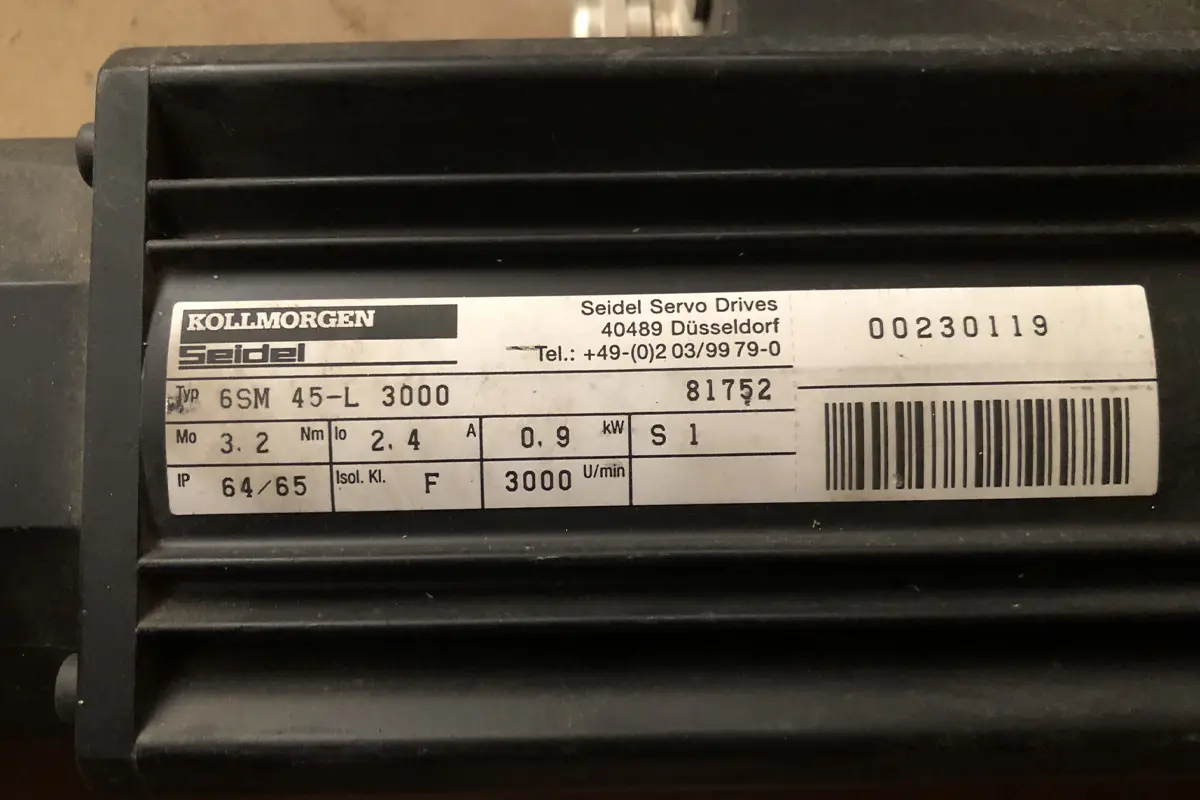 KOLLMORGEN
Seidel
Seidel Servo Drives
40489 Düsseldorf
Tel.: +49-(0)2 03/99 79-0
00230119
Typ 6SM 45-L 3000 81752
Mo 3.2 Nm Io 2.4 A 0.9 kW S 1
IP 64/65 Isol. Kl. F 3000 U/min